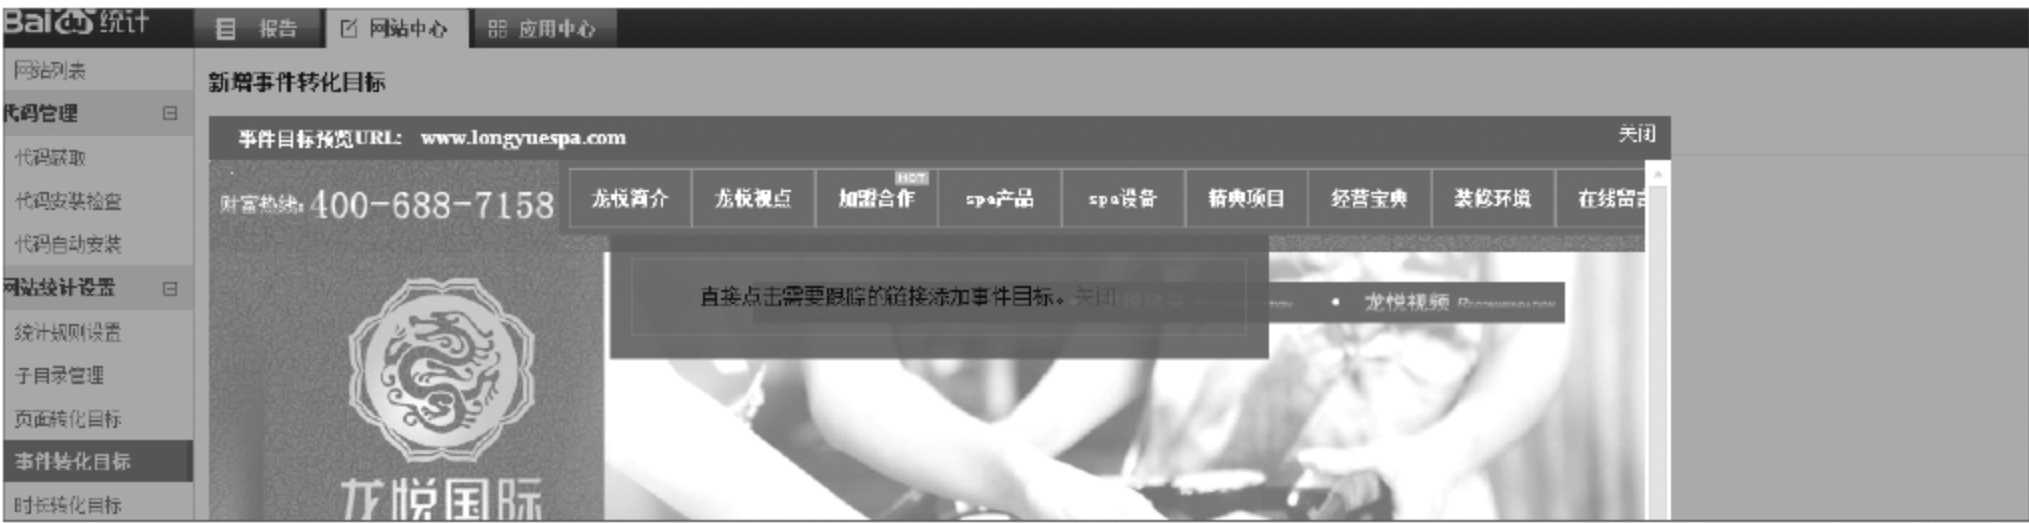 Bai 统计
报告
网站中心
应用中心
网站列表
代码管理
代码获取
代码安装检查
代码自动安装
网站统计设置
统计规则设置
子目录管理
页面转化目标
事件转化目标
时长转化目标
新增事件转化目标
事件目标预览URL: www.longyuespa.com
关闭
财富热线: 400-688-7158
龙悦简介
龙悦视点
HOT
加盟合作
spa产品
spa设备
精典项目
经营宝典
装修环境
在线留言
直接点击需要跟踪的链接添加事件目标。关闭
• 龙悦视频 RECOMMENDATION
龙悦国际